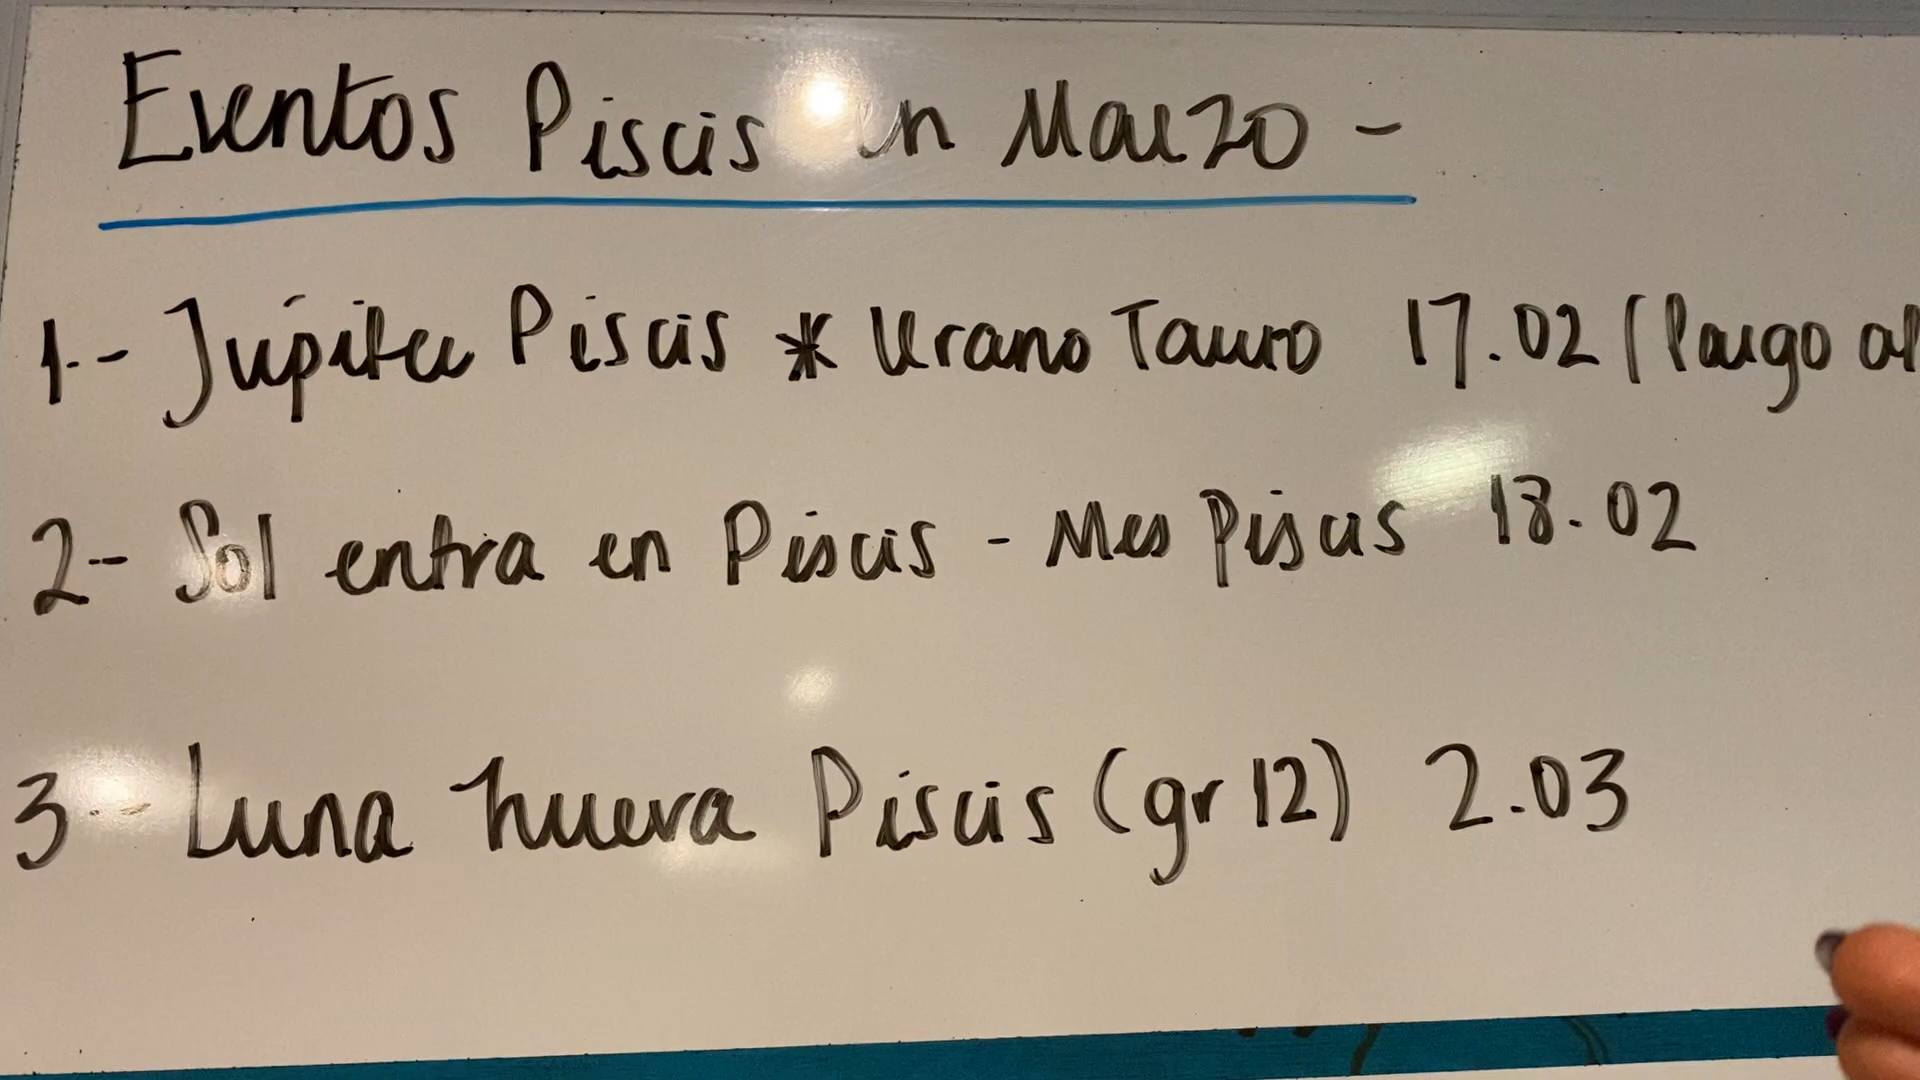 Eventos Piscis en Marzo -
1.- Júpiter Piscis * Urano Tauro 17.02 (largo al
2-- Sol entra en Piscis - Mes Piscis 18.02
3-- Luna nueva Piscis (gr 12) 2.03